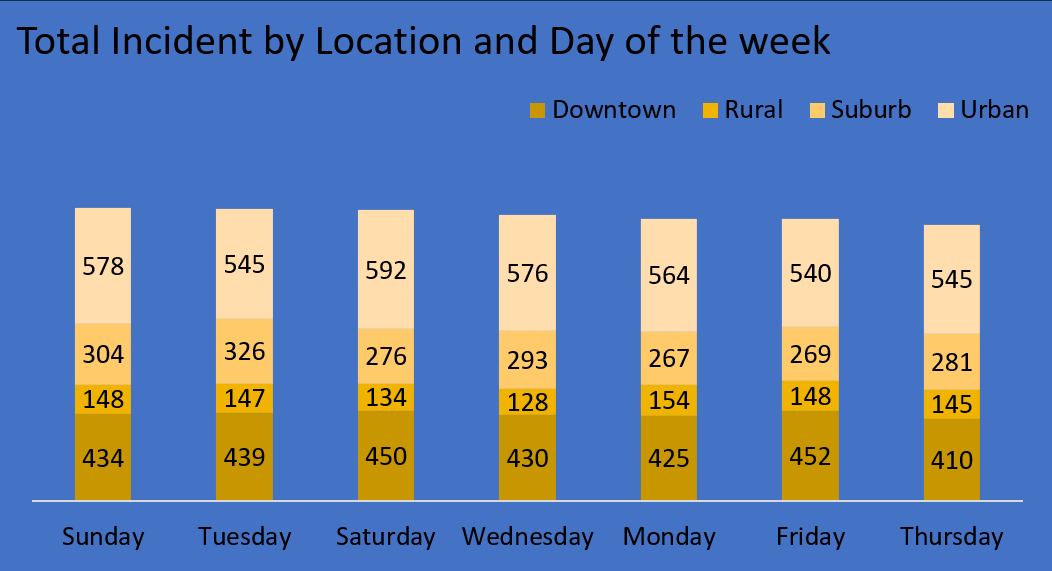 Total Incident by Location and Day of the week
Downtown Rural Suburb Urban
578 545 592 576 564 540 545
304 326 276 293 267 269 281
148 147 134 128 154 148 145
434 439 450 430 425 452 410
Sunday Tuesday Saturday Wednesday Monday Friday Thursday